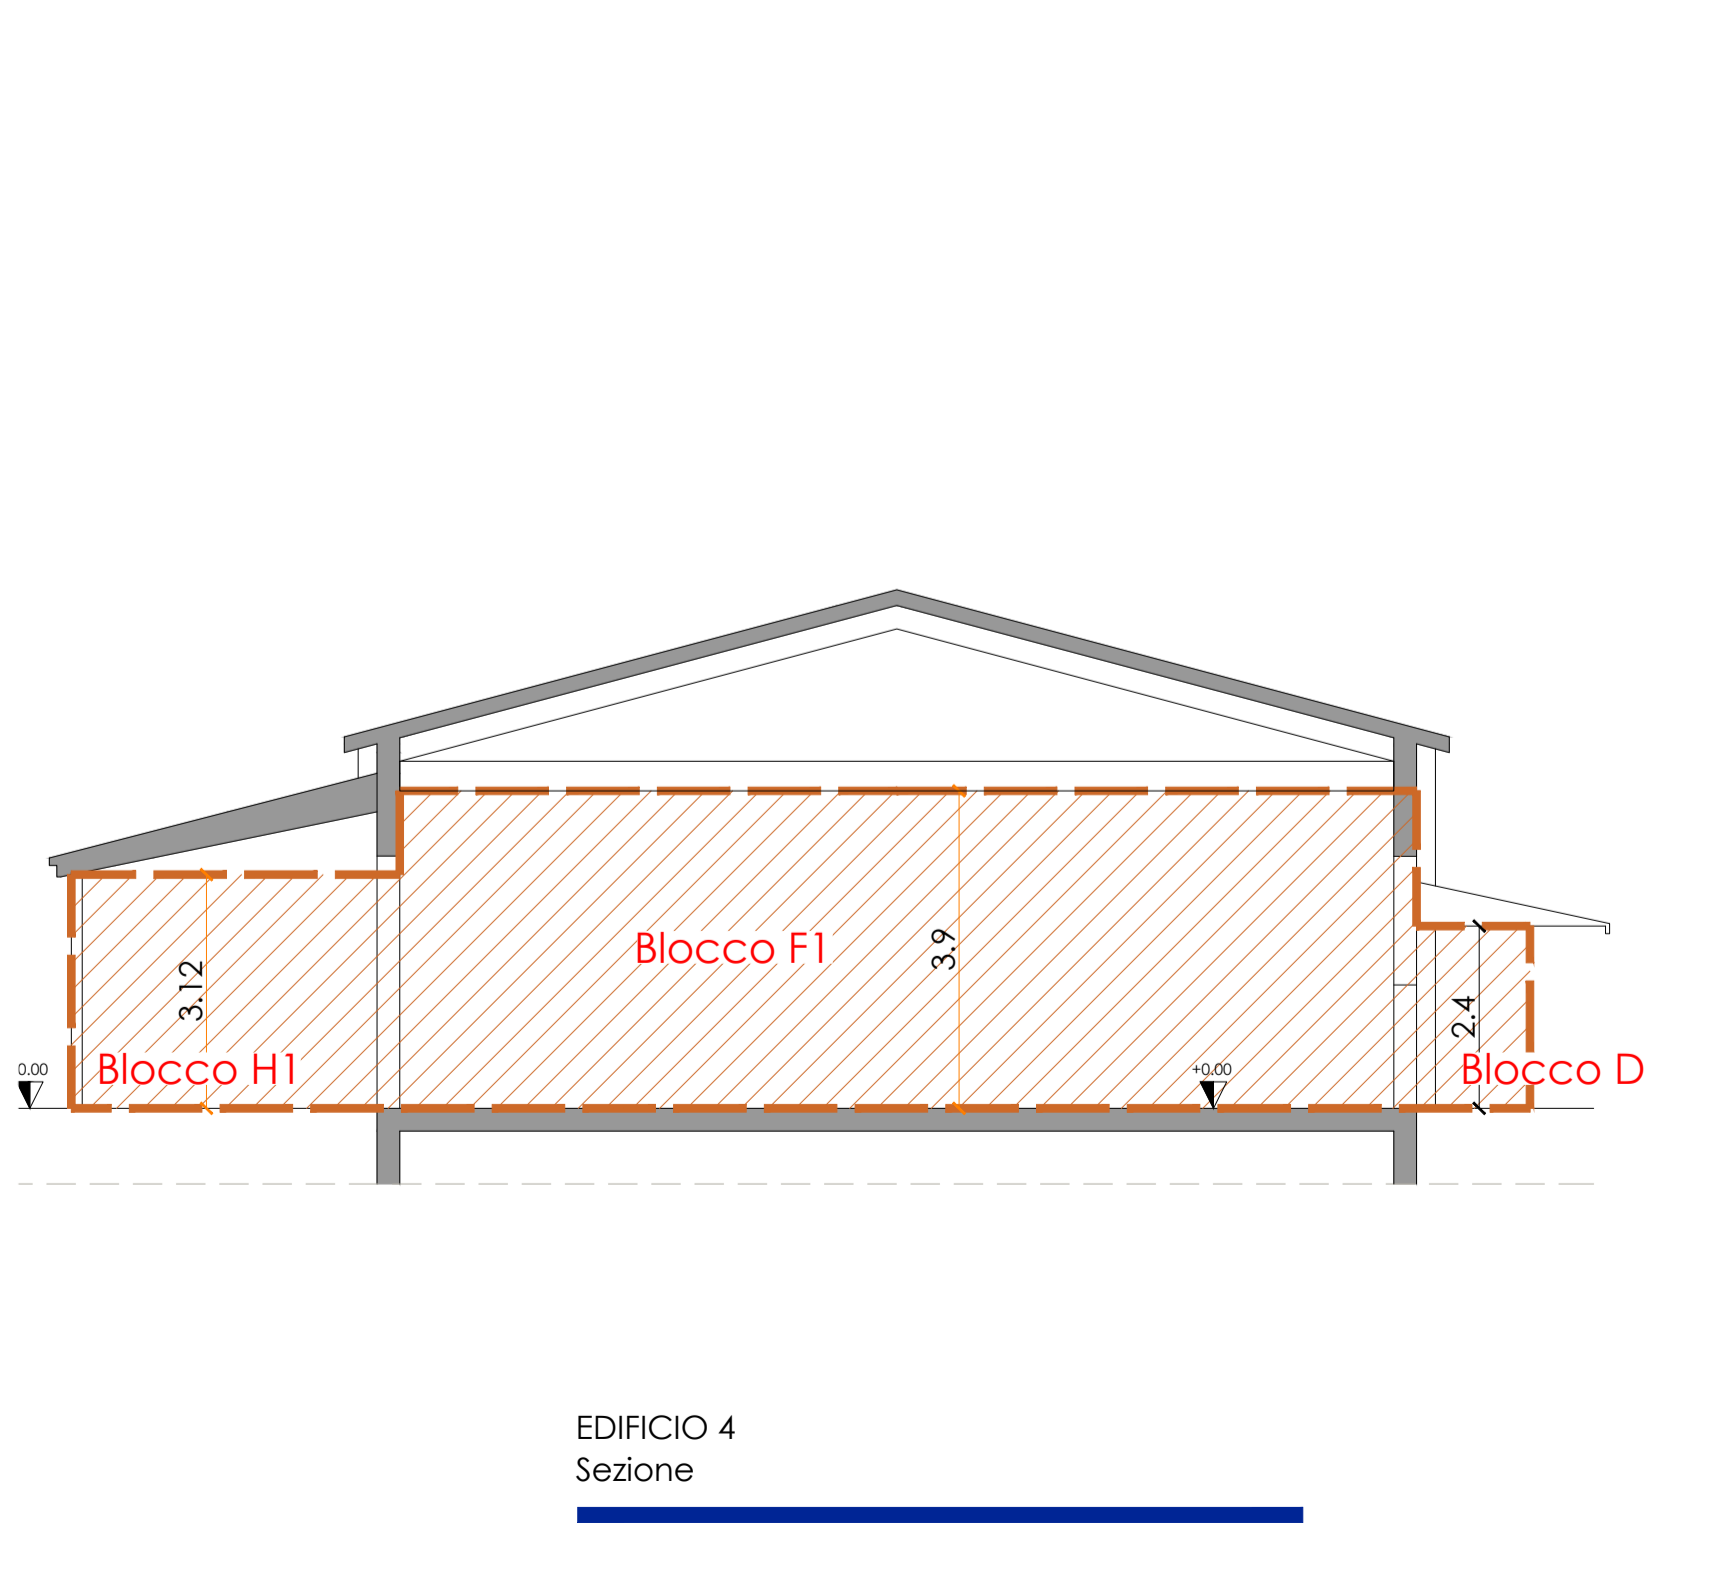 3.9
Blocco F1
3.12
2.4
Blocco H1
0.00
+0.00
Blocco D
EDIFICIO 4
Sezione